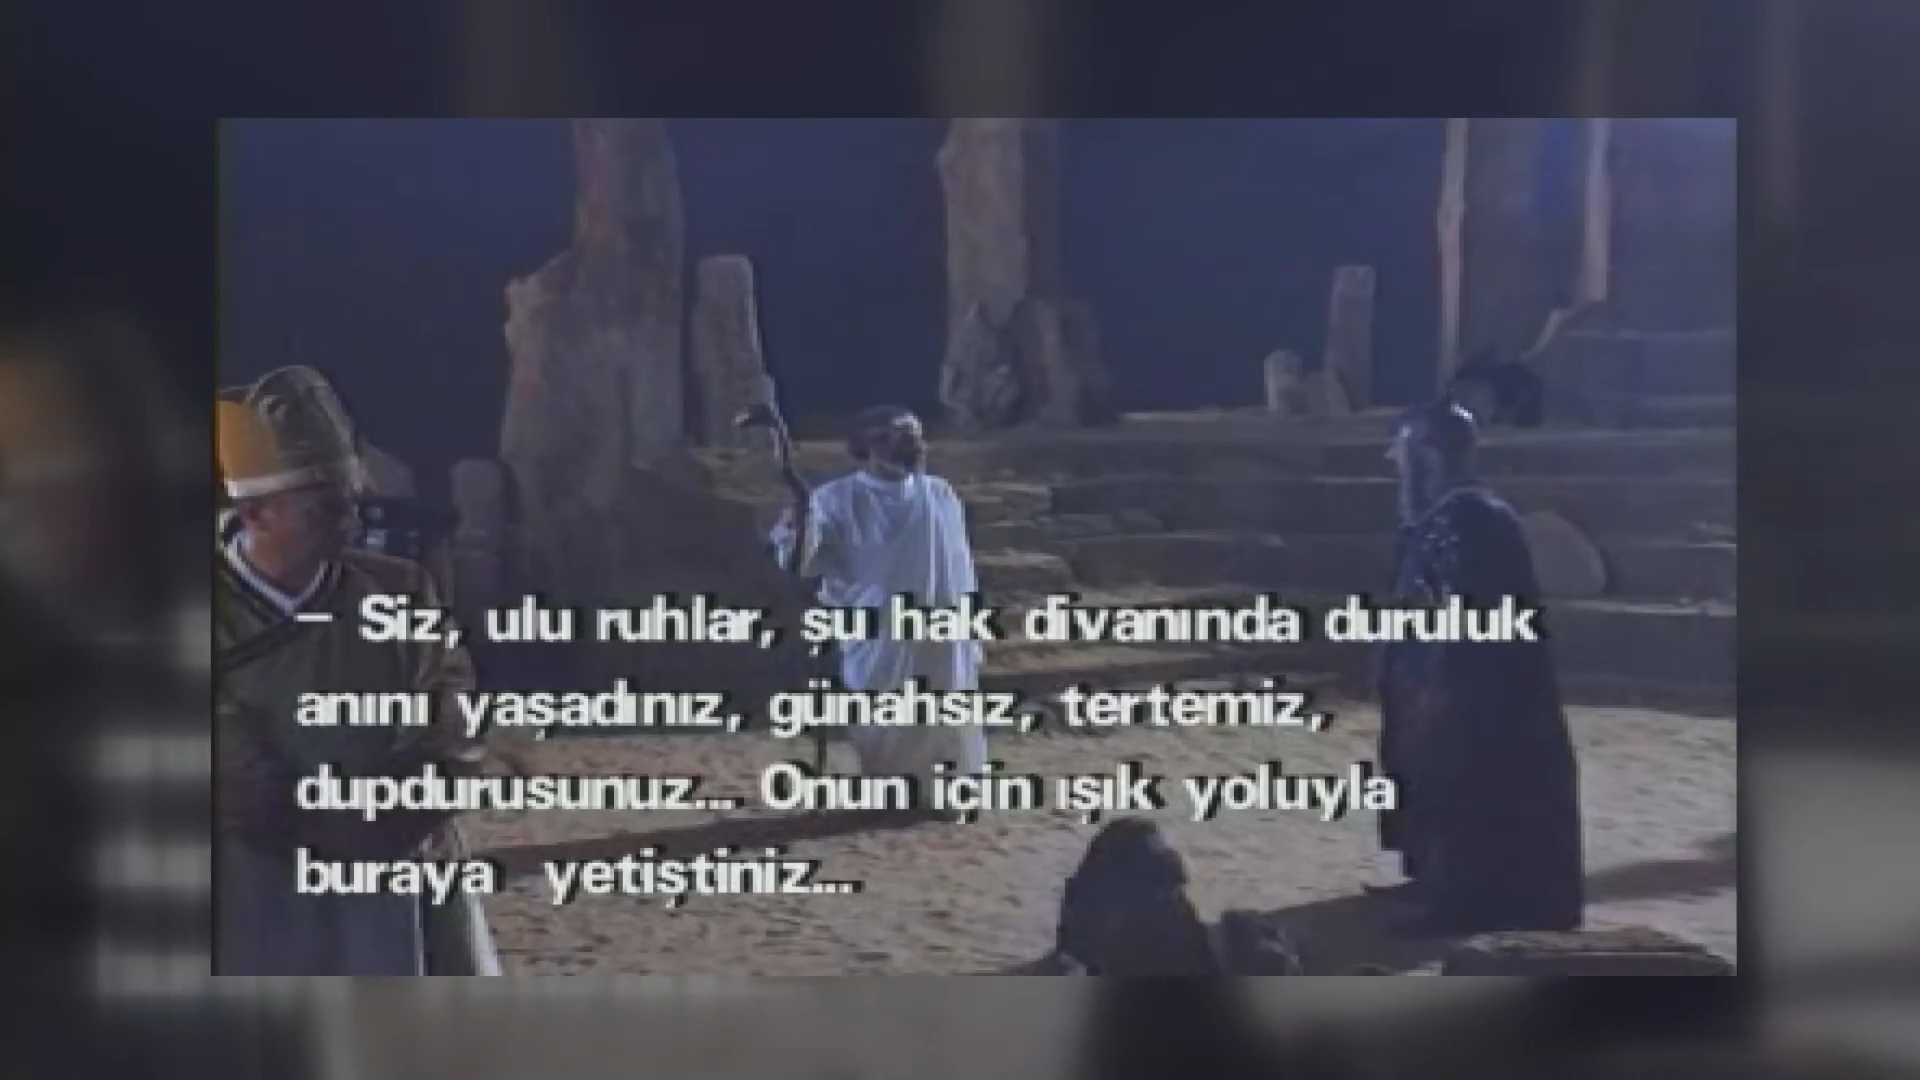 – Siz, ulu ruhlar, şu hak divanında duruluk
anını yaşadınız, günahsız, tertemiz,
dupdurusunuz... Onun için ışık yoluyla
buraya yetiştiniz...